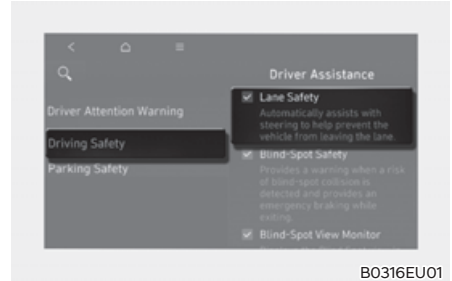 Driver Assistance
Driver Attention Warning
Driving Safety
Parking Safety
Lane Safety
Automatically assists with
steering to help prevent the
vehicle from leaving the lane.
Blind-Spot Safety
Provides a warning when a risk
of blind-spot collision is
detected and provides an
emergency braking while
exiting.
Blind-Spot View Monitor
B0316EU01